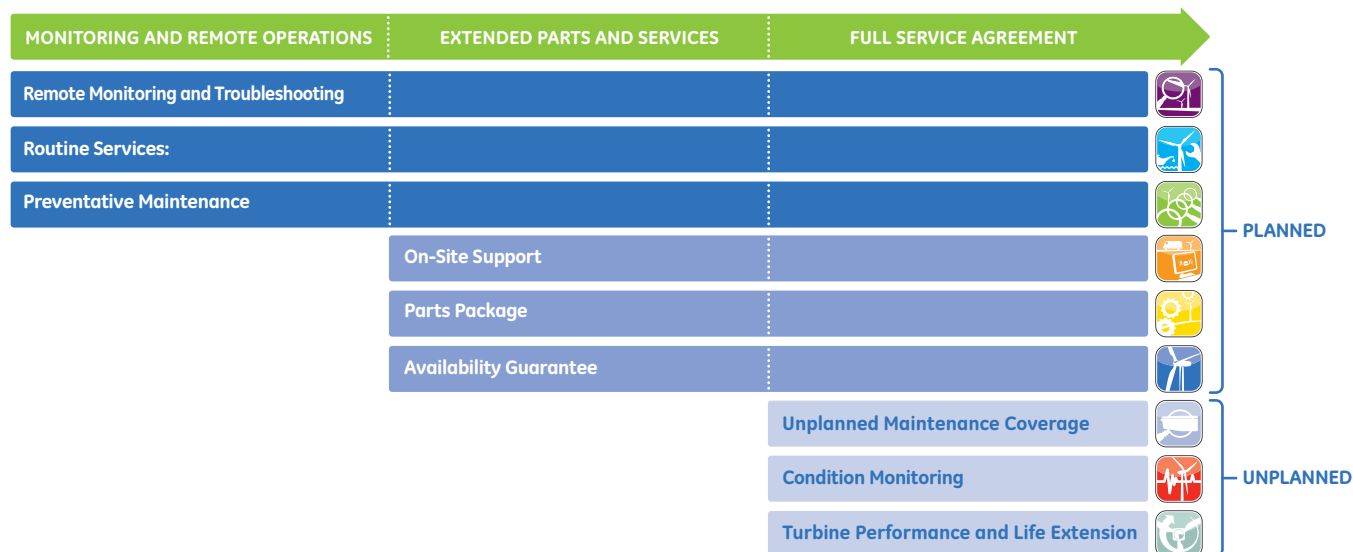 MONITORING AND REMOTE OPERATIONS
EXTENDED PARTS AND SERVICES
FULL SERVICE AGREEMENT
Remote Monitoring and Troubleshooting
Routine Services:
Preventative Maintenance
On-Site Support
Parts Package
Availability Guarantee
PLANNED
Unplanned Maintenance Coverage
Condition Monitoring
Turbine Performance and Life Extension
UNPLANNED